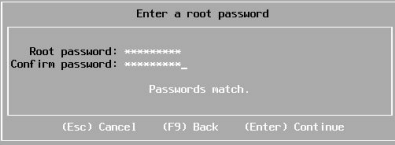 Enter a root password
Root password: *********
Confirm password: *********_
Passwords match.
(Esc) Cancel (F9) Back (Enter) Continue